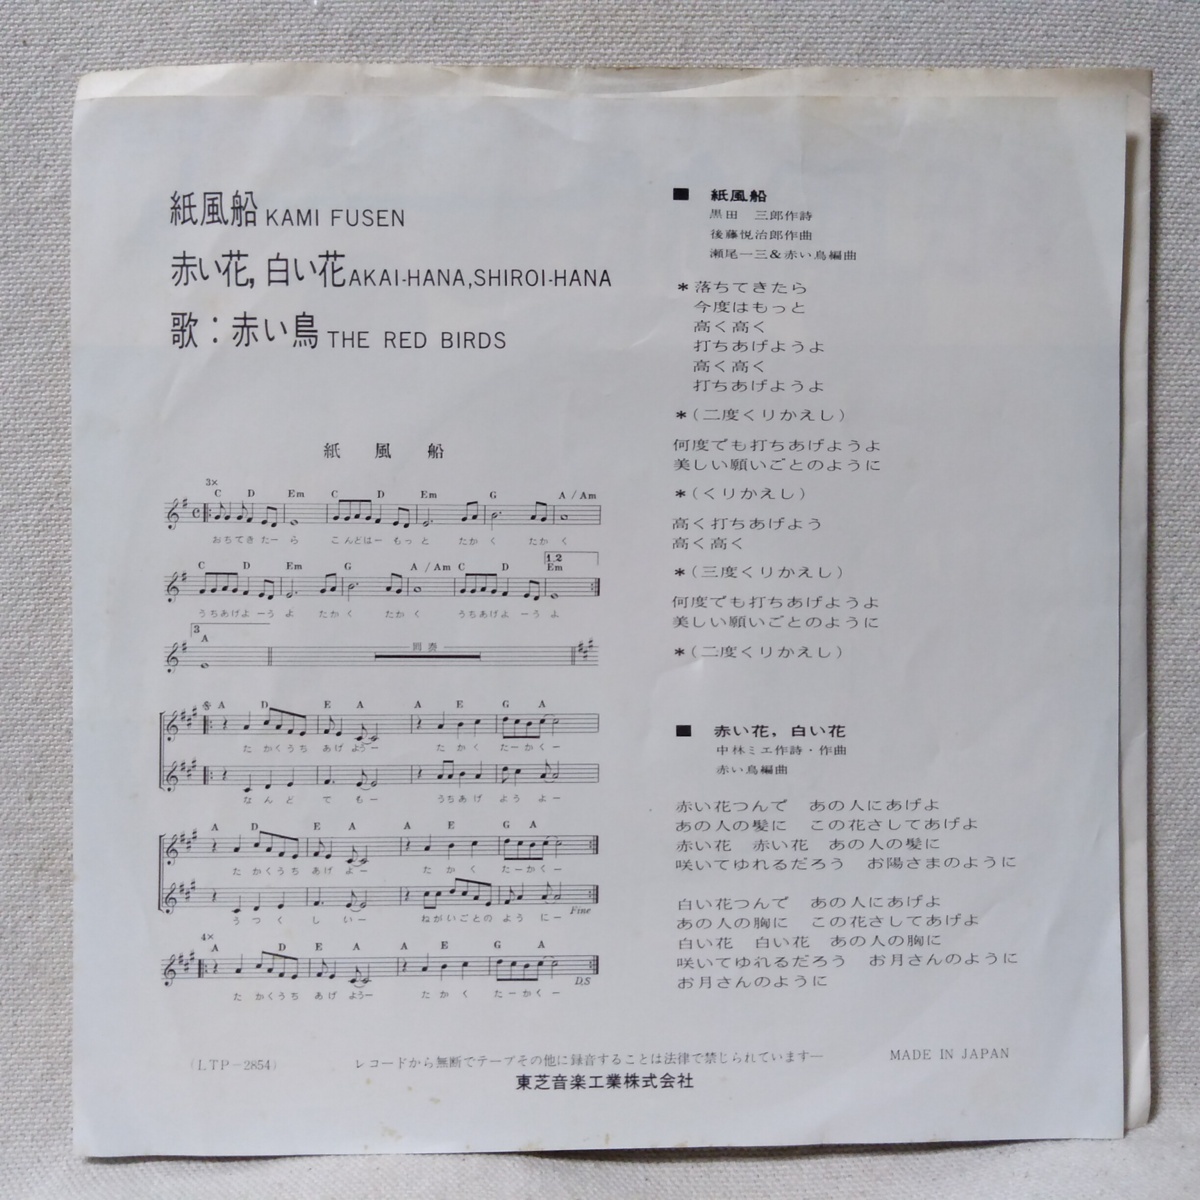 紙風船 KAMI FUSEN
赤い花, 白い花 AKAI-HANA, SHIROI-HANA
歌：赤い鳥 THE RED BIRDS
紙 風 船
3×
C D Em C D Em G A / Am
おちてき たー ら こんどはー もっ と たか く たか く
1,2
C D Em G A / Am C D Em
うちあげよ ーう よ たか く たか く うちあげよ ーう よ
3
A
間 奏
A D E A A E G A
た かくうち あげ よう ー た か く たーかくー
な ん ど て も ー うちあげ よう よー
A D E A A E G A
た かくうち あげ よー た か く たーかくー
う つ く し い ー ねがいごとの よう にー
Fine
4×
A D E A A E G A
た かくうち あげ よう ー た か く たーかくー
D.S
■ 紙風船
黒田 三郎作詩
後藤悦治郎作曲
瀬尾一三&赤い鳥編曲
＊落ちてきたら
今度はもっと
高く高く
打ちあげようよ
高く高く
打ちあげようよ
＊(二度くりかえし)
何度でも打ちあげようよ
美しい願いごとのように
＊(くりかえし)
高く打ちあげよう
高く高く
＊(三度くりかえし)
何度でも打ちあげようよ
美しい願いごとのように
＊(二度くりかえし)
■ 赤い花, 白い花
中林ミエ作詩・作曲
赤い鳥編曲
赤い花つんで あの人にあげよ
あの人の髪に この花さしてあげよ
赤い花 赤い花 あの人の髪に
咲いてゆれるだろう お陽さまのように
白い花つんで あの人にあげよ
あの人の胸に この花さしてあげよ
白い花 白い花 あの人の胸に
咲いてゆれるだろう お月さんのように
お月さんのように
(LTP-2854)
レコードから無断でテープその他に録音することは法律で禁じられています—
MADE IN JAPAN
東芝音楽工業株式会社